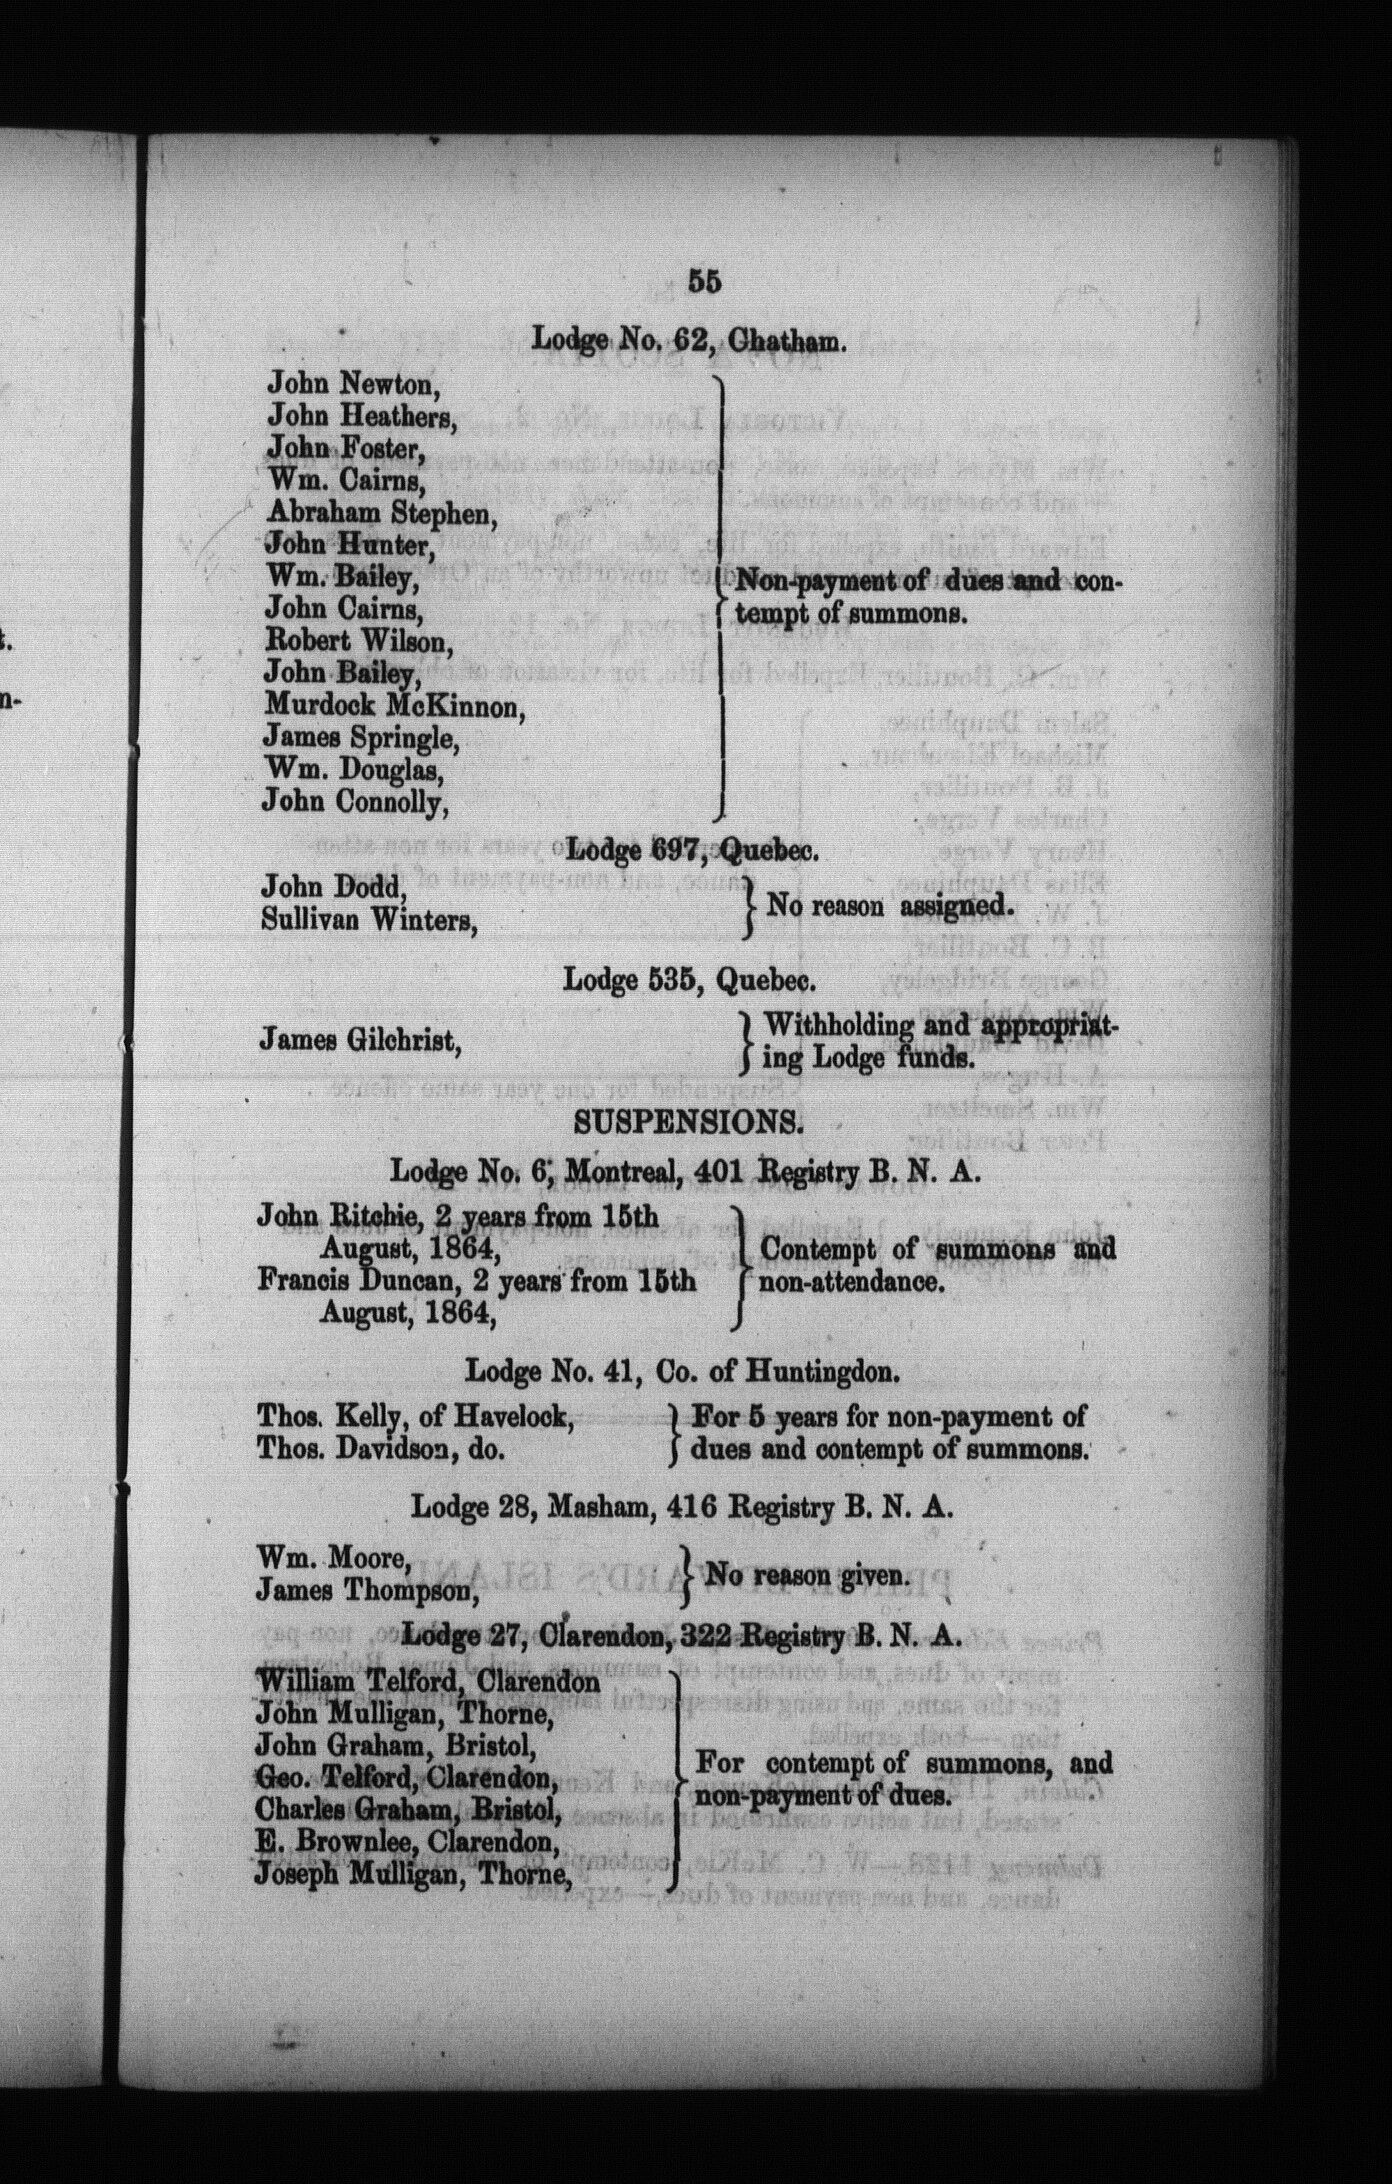 55
Lodge No. 62, Chatham.
John Newton,
John Heathers,
John Foster,
Wm. Cairns,
Abraham Stephen,
John Hunter,
Wm. Bailey,
John Cairns,
Robert Wilson,
John Bailey,
Murdock McKinnon,
James Springle,
Wm. Douglas,
John Connolly,
Non-payment of dues and con-
tempt of summons.
Lodge 697, Quebec.
John Dodd,
Sullivan Winters,
No reason assigned.
Lodge 535, Quebec.
James Gilchrist,
Withholding and appropriat-
ing Lodge funds.
SUSPENSIONS.
Lodge No. 6, Montreal, 401 Registry B. N. A.
John Ritchie, 2 years from 15th
August, 1864,
Francis Duncan, 2 years from 15th
August, 1864,
Contempt of summons and
non-attendance.
Lodge No. 41, Co. of Huntingdon.
Thos. Kelly, of Havelock,
Thos. Davidson, do.
For 5 years for non-payment of
dues and contempt of summons.
Lodge 28, Masham, 416 Registry B. N. A.
Wm. Moore,
James Thompson,
No reason given.
Lodge 27, Clarendon, 322 Registry B. N. A.
William Telford, Clarendon
John Mulligan, Thorne,
John Graham, Bristol,
Geo. Telford, Clarendon,
Charles Graham, Bristol,
E. Brownlee, Clarendon,
Joseph Mulligan, Thorne,
For contempt of summons, and
non-payment of dues.